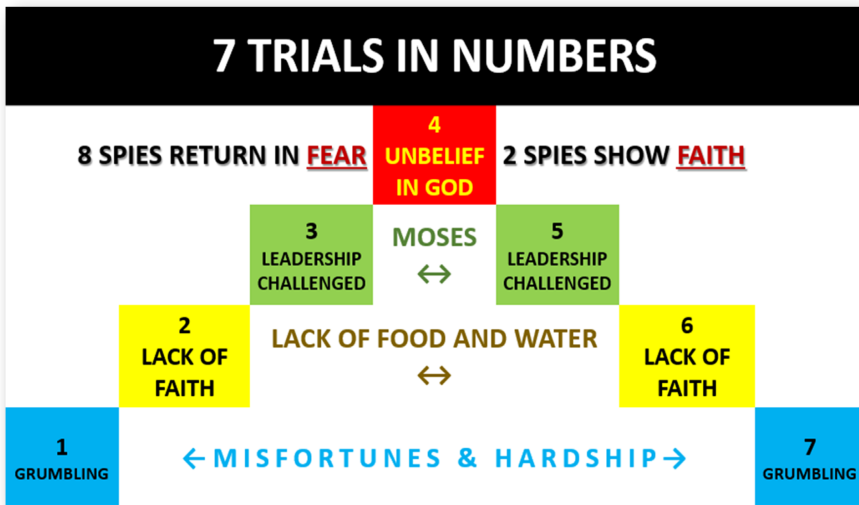 7 TRIALS IN NUMBERS
8 SPIES RETURN IN FEAR
4
UNBELIEF
IN GOD
2 SPIES SHOW FAITH
3
LEADERSHIP
CHALLENGED
MOSES
↔
5
LEADERSHIP
CHALLENGED
2
LACK OF
FAITH
LACK OF FOOD AND WATER
↔
6
LACK OF
FAITH
1
GRUMBLING
←MISFORTUNES & HARDSHIP→
7
GRUMBLING